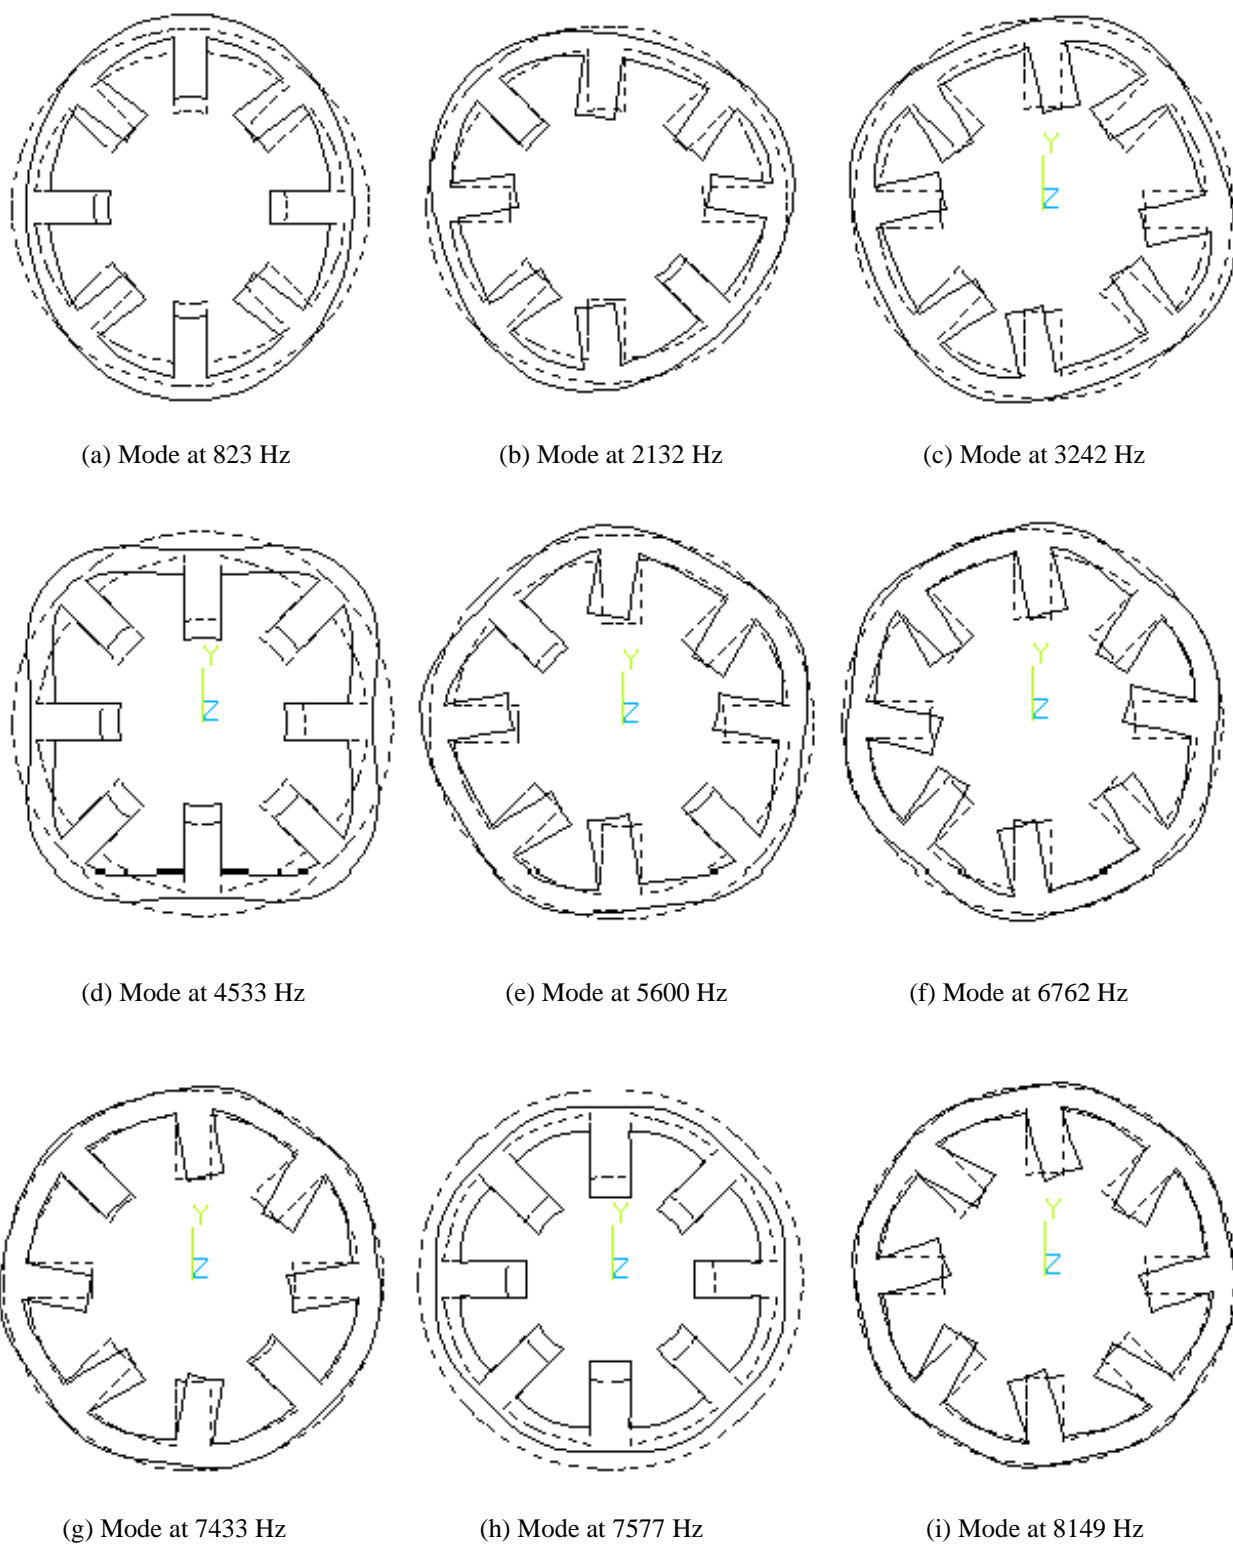 Y
Z
(a) Mode at 823 Hz
(b) Mode at 2132 Hz
(c) Mode at 3242 Hz
Y
Z
Y
Z
Y
Z
(d) Mode at 4533 Hz
(e) Mode at 5600 Hz
(f) Mode at 6762 Hz
Y
Z
Y
Z
Y
Z
(g) Mode at 7433 Hz
(h) Mode at 7577 Hz
(i) Mode at 8149 Hz